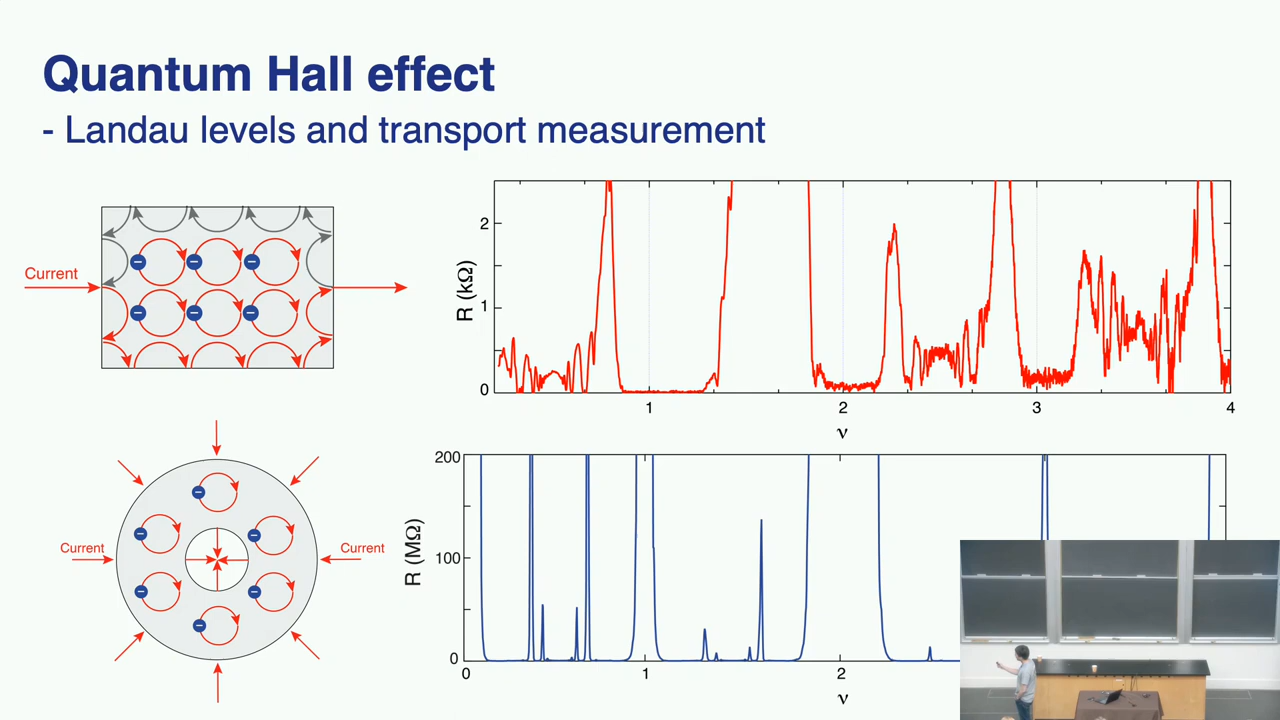 Quantum Hall effect
- Landau levels and transport measurement
Current
R (kΩ)
2
1
0
1
2
3
4
ν
Current
Current
R (MΩ)
200
100
0
0
1
2
ν